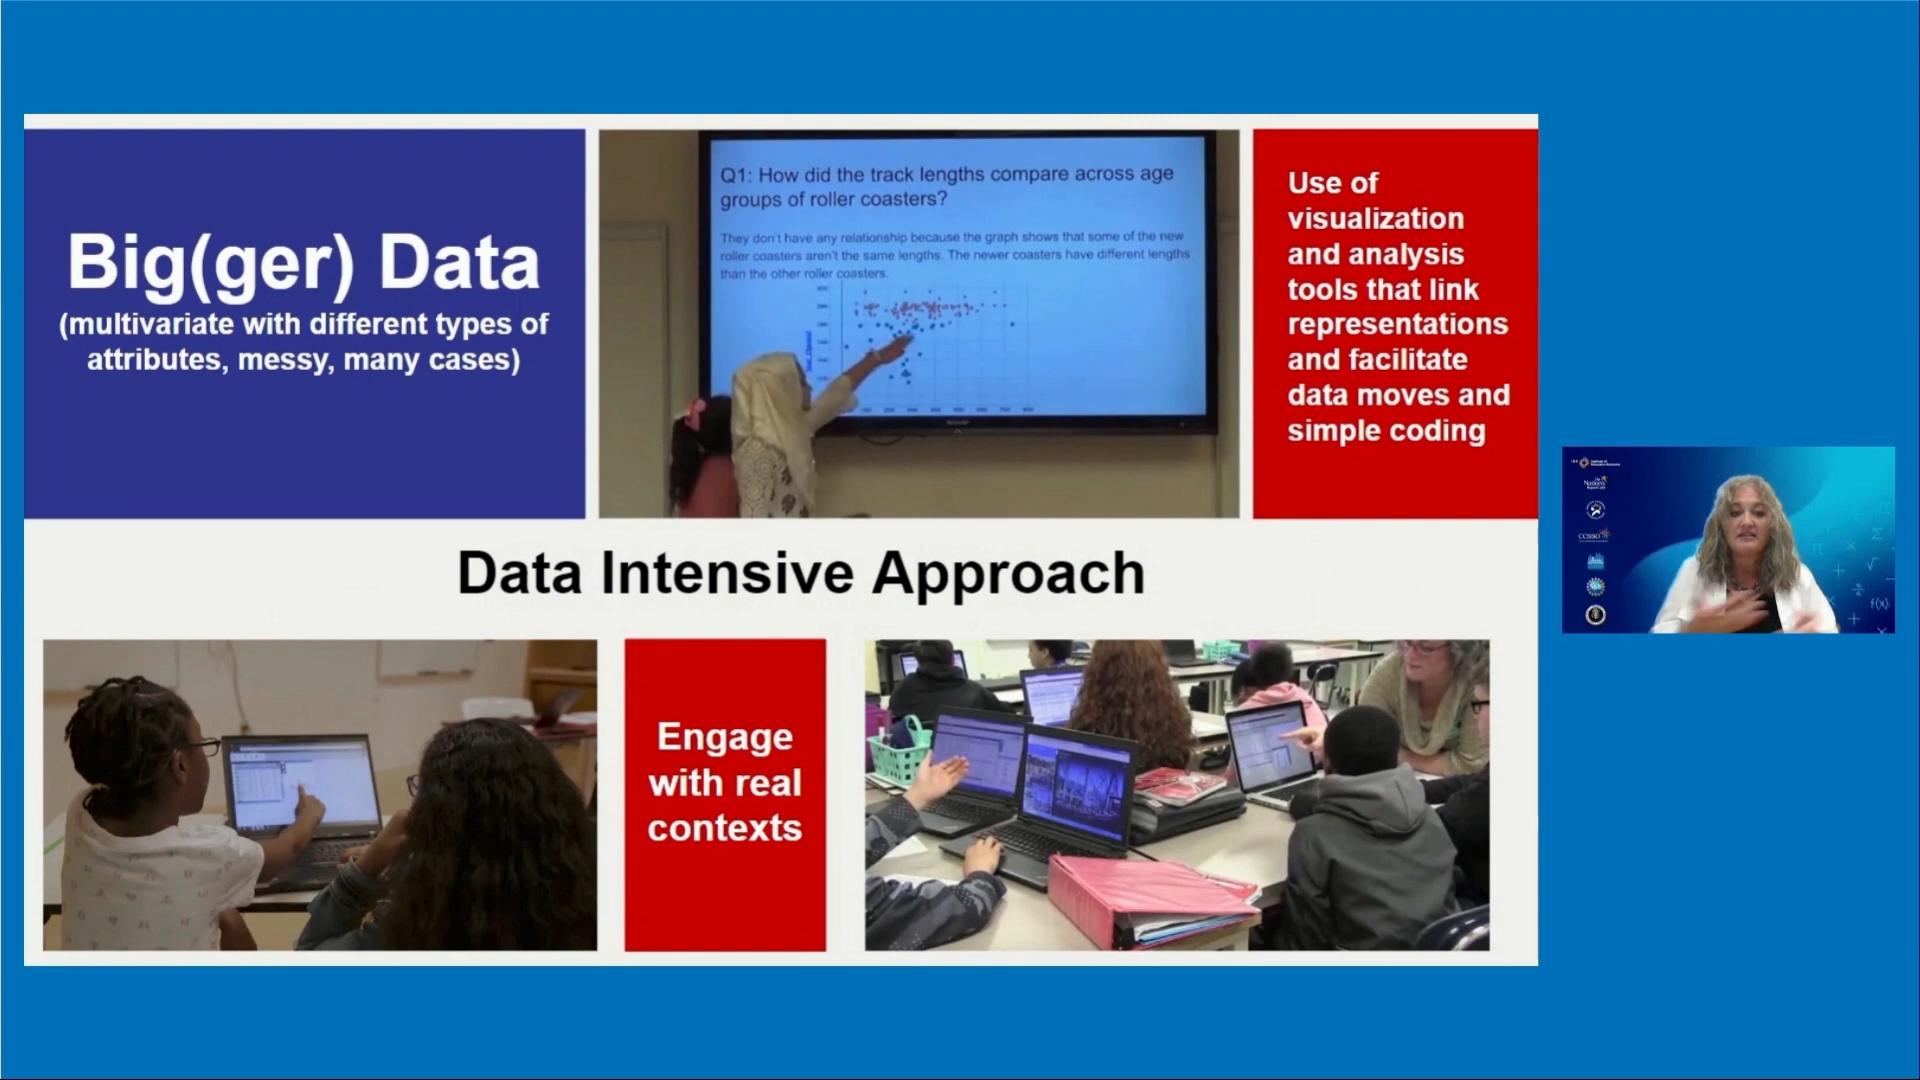 Big(ger) Data
(multivariate with different types of
attributes, messy, many cases)
Q1: How did the track lengths compare across age
groups of roller coasters?
They don't have any relationship because the graph shows that some of the new
roller coasters aren't the same lengths. The newer coasters have different lengths
than the other roller coasters.
Use of
visualization
and analysis
tools that link
representations
and facilitate
data moves and
simple coding
Data Intensive Approach
Engage
with real
contexts
CCSSO
f(x)